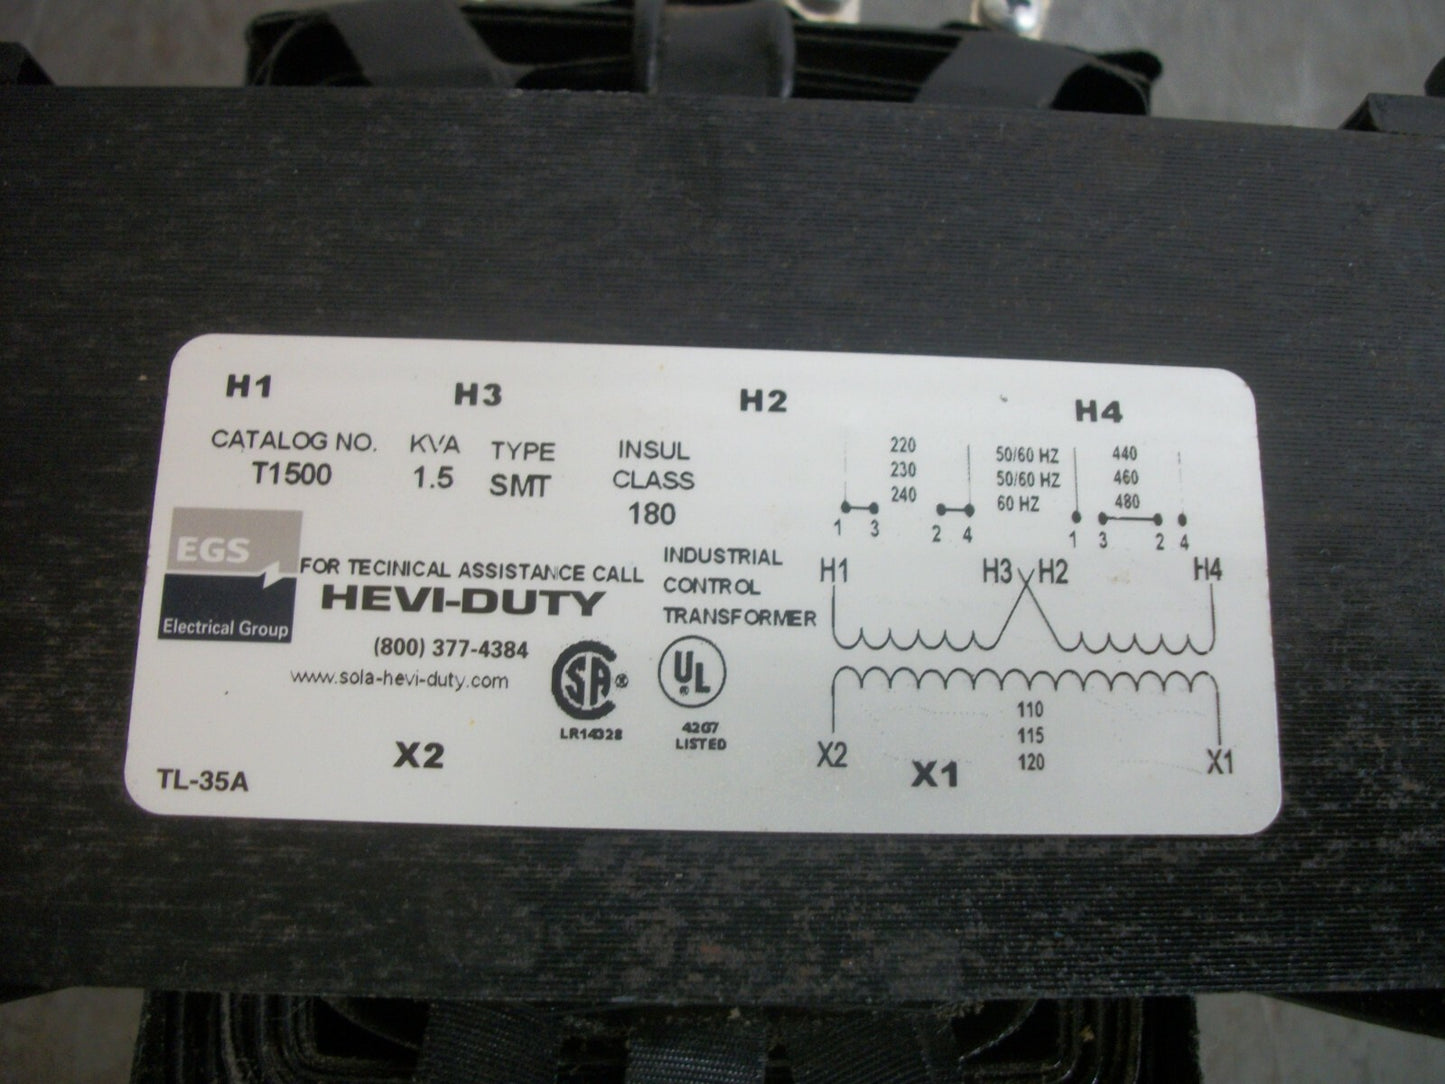 H1 H3 H2 H4
CATALOG NO. KVA TYPE INSUL
T1500 1.5 SMT CLASS
180
220 50/60 HZ 440
230 50/60 HZ 460
240 60 HZ 480
1 3 2 4 1 3 2 4
EGS
Electrical Group
FOR TECINICAL ASSISTANCE CALL
HEVI-DUTY
(800) 377-4384
www.sola-hevi-duty.com
INDUSTRIAL
CONTROL
TRANSFORMER
H1 H3 H2 H4
SA ®
LR14328
UL ®
42G7
LISTED
110
115
120
X2 X1
X2 X1
TL-35A